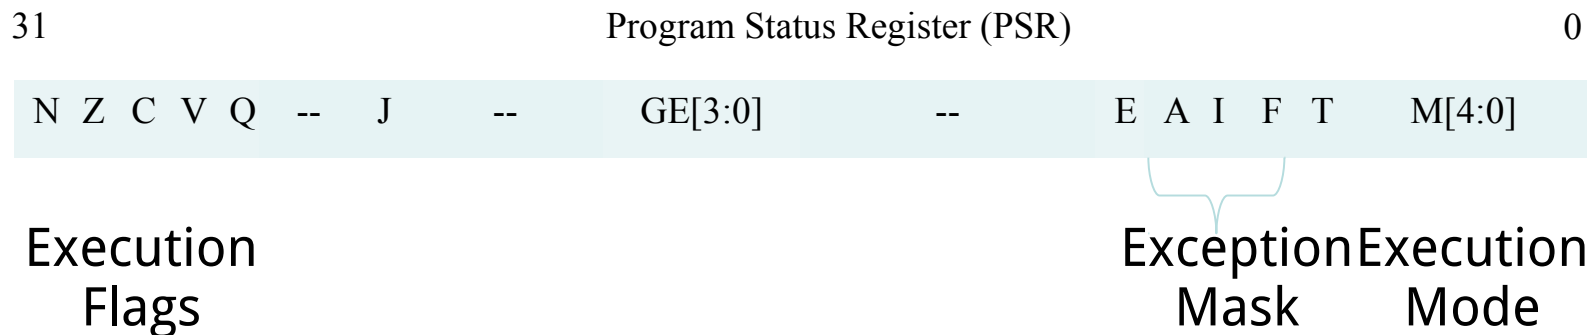 31 Program Status Register (PSR) 0
N Z C V Q -- J -- GE[3:0] -- E A I F T M[4:0]
Execution
Flags
Exception
Mask
Execution
Mode